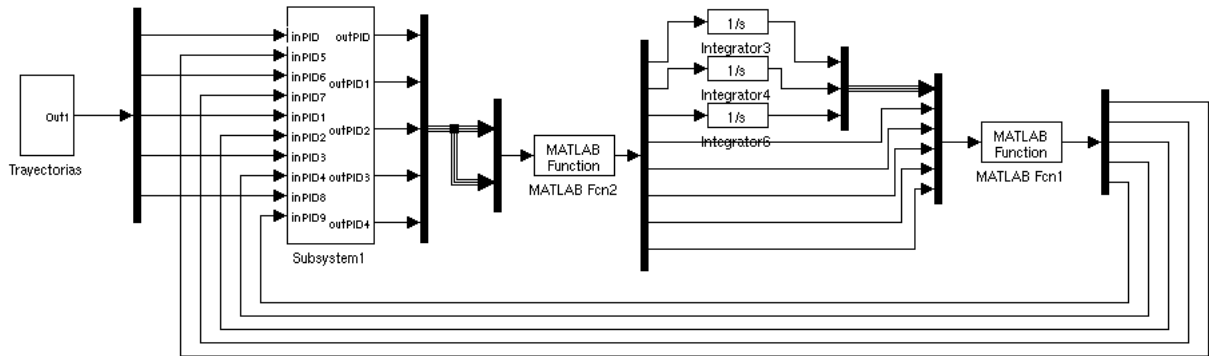 Out1
Trayectorias
inPID
inPID5
inPID6
inPID7
inPID1
inPID2
inPID3
inPID4
inPID8
inPID9
outPID
outPID1
outPID2
outPID3
outPID4
Subsystem1
MATLAB
Function
MATLAB Fcn2
1/s
Integrator3
1/s
Integrator4
1/s
Integrator6
MATLAB
Function
MATLAB Fcn1